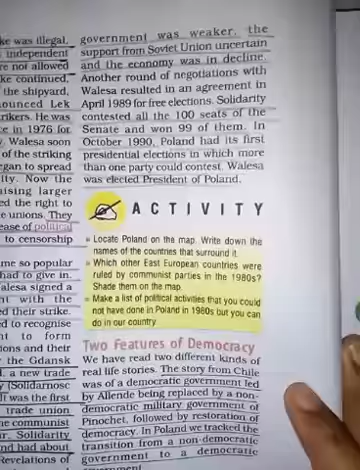 ke was illegal,
independent
re not allowed
ke continued,
the shipyard,
ounced Lek
rikers. He was
ce in 1976 for
. Walesa soon
of the striking
egan to spread
ity. Now the
aising larger
ed the right to
e unions. They
ease of political
to censorship
me so popular
had to give in.
alesa signed a
nt with the
ed their strike.
d to recognise
nt to form
ions and their
the Gdansk
l, a new trade
y (Solidarnosc
It was the first
trade union
ne communist
ar. Solidarity
nd had about
Revelations of
government was weaker, the
support from Soviet Union uncertain
and the economy was in decline.
Another round of negotiations with
Walesa resulted in an agreement in
April 1989 for free elections. Solidarity
contested all the 100 seats of the
Senate and won 99 of them. In
October 1990, Poland had its first
presidential elections in which more
than one party could contest. Walesa
was elected President of Poland.
ACTIVITY
» Locate Poland on the map. Write down the
names of the countries that surround it.
» Which other East European countries were
ruled by communist parties in the 1980s?
Shade them on the map.
» Make a list of political activities that you could
not have done in Poland in 1980s but you can
do in our country.
Two Features of Democracy
We have read two different kinds of
real life stories. The story from Chile
was of a democratic government led
by Allende being replaced by a non-
democratic military government of
Pinochet, followed by restoration of
democracy. In Poland we tracked the
transition from a non-democratic
government to a democratic
government